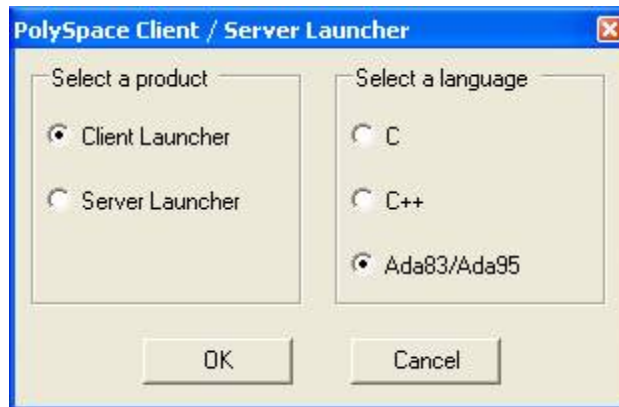 PolySpace Client / Server Launcher
Select a product
Client Launcher
Server Launcher
Select a language
C
C++
Ada83/Ada95
OK
Cancel